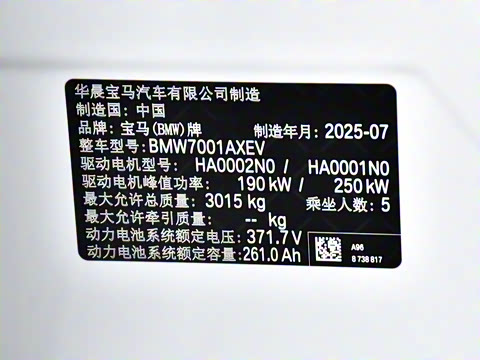 华晨宝马汽车有限公司制造
制造国: 中国
品牌: 宝马(BMW)牌 制造年月: 2025-07
整车型号:BMW7001AXEV
驱动电机型号: HA0002N0 / HA0001N0
驱动电机峰值功率: 190 kW / 250 kW
最大允许总质量: 3015 kg 乘坐人数: 5
最大允许牵引质量: -- kg
动力电池系统额定电压: 371.7 V
动力电池系统额定容量:261.0 Ah
A96
8 738 817